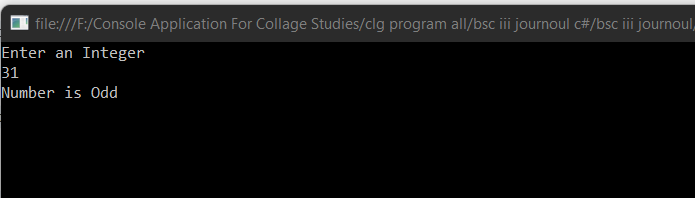 file:///F:/Console Application For Collage Studies/clg program all/bsc iii journoul c#/bsc iii journoul/
Enter an Integer
31
Number is Odd